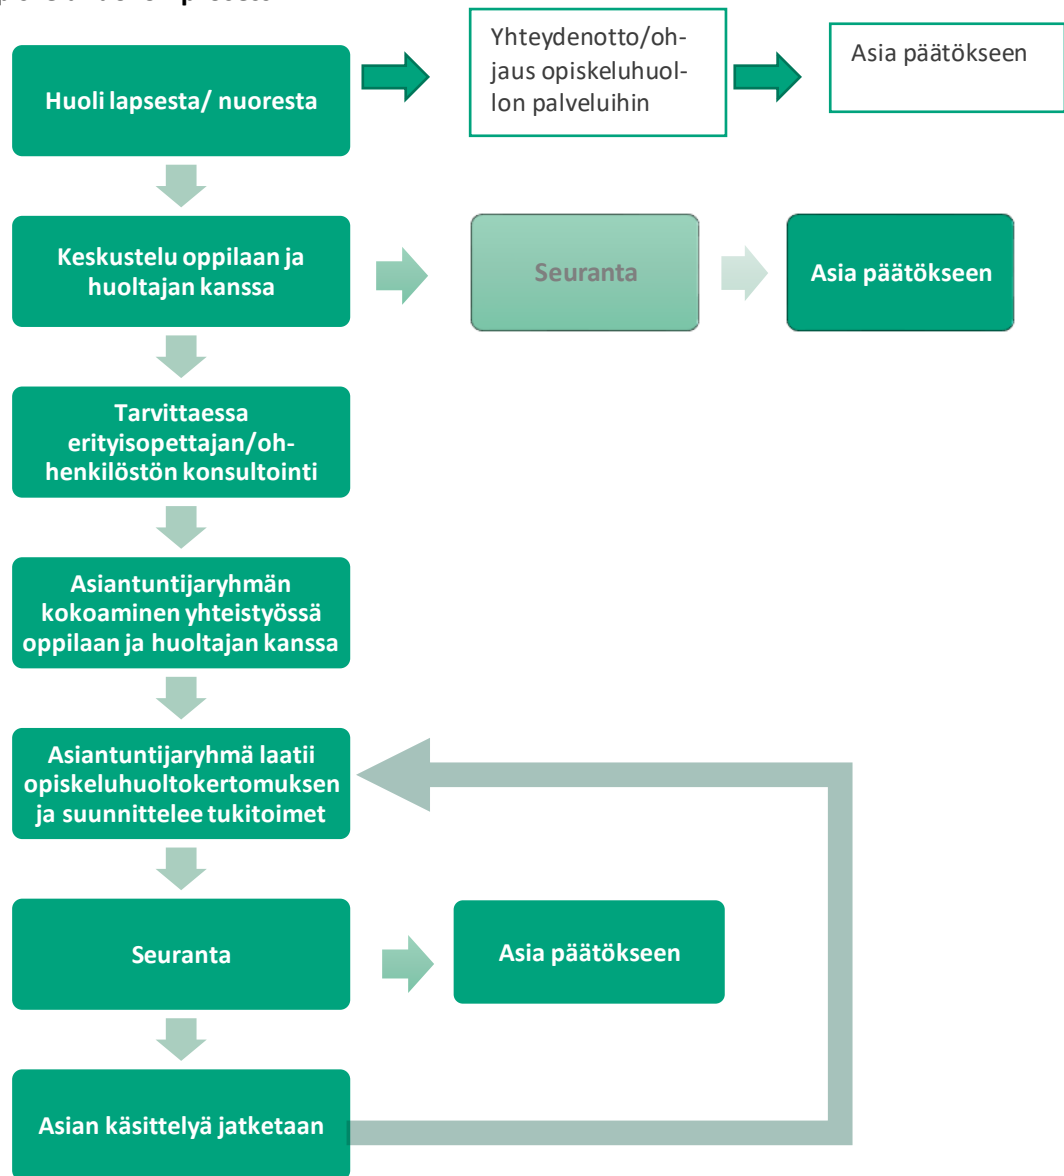 Huoli lapsesta/ nuoresta
Yhteydenotto/oh-
jaus opiskeluhuol-
lon palveluihin
Asia päätökseen
Keskustelu oppilaan ja
huoltajan kanssa
Seuranta
Asia päätökseen
Tarvittaessa
erityisopettajan/oh-
henkilöstön konsultointi
Asiantuntijaryhmän
kokoaminen yhteistyössä
oppilaan ja huoltajan kanssa
Asiantuntijaryhmä laatii
opiskeluhuoltokertomuksen
ja suunnittelee tukitoimet
Seuranta
Asia päätökseen
Asian käsittelyä jatketaan